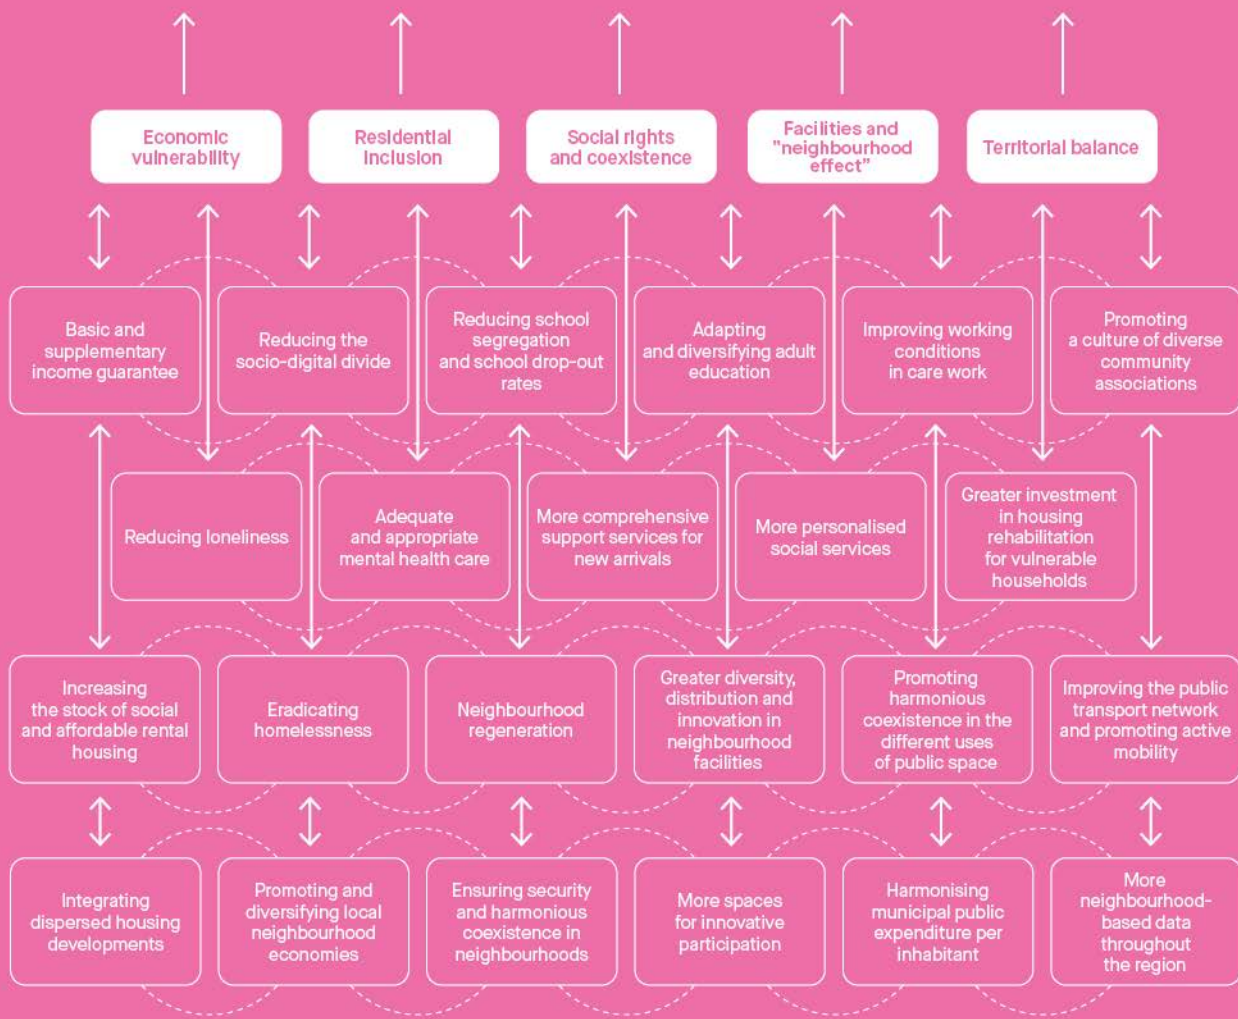 Economic
vulnerability
Residential
inclusion
Social rights
and coexistence
Facilities and
"neighbourhood
effect"
Territorial balance
Basic and
supplementary
income guarantee
Reducing the
socio-digital divide
Reducing school
segregation
and school drop-out
rates
Adapting
and diversifying adult
education
Improving working
conditions
in care work
Promoting
a culture of diverse
community
associations
Reducing loneliness
Adequate
and appropriate
mental health care
More comprehensive
support services for
new arrivals
More personalised
social services
Greater investment
in housing
rehabilitation
for vulnerable
households
Increasing
the stock of social
and affordable rental
housing
Eradicating
homelessness
Neighbourhood
regeneration
Greater diversity,
distribution and
innovation in
neighbourhood
facilities
Promoting
harmonious
coexistence in the
different uses
of public space
Improving the public
transport network
and promoting active
mobility
Integrating
dispersed housing
developments
Promoting and
diversifying local
neighbourhood
economies
Ensuring security
and harmonious
coexistence in
neighbourhoods
More spaces
for innovative
participation
Harmonising
municipal public
expenditure per
inhabitant
More
neighbourhood-
based data
throughout
the region